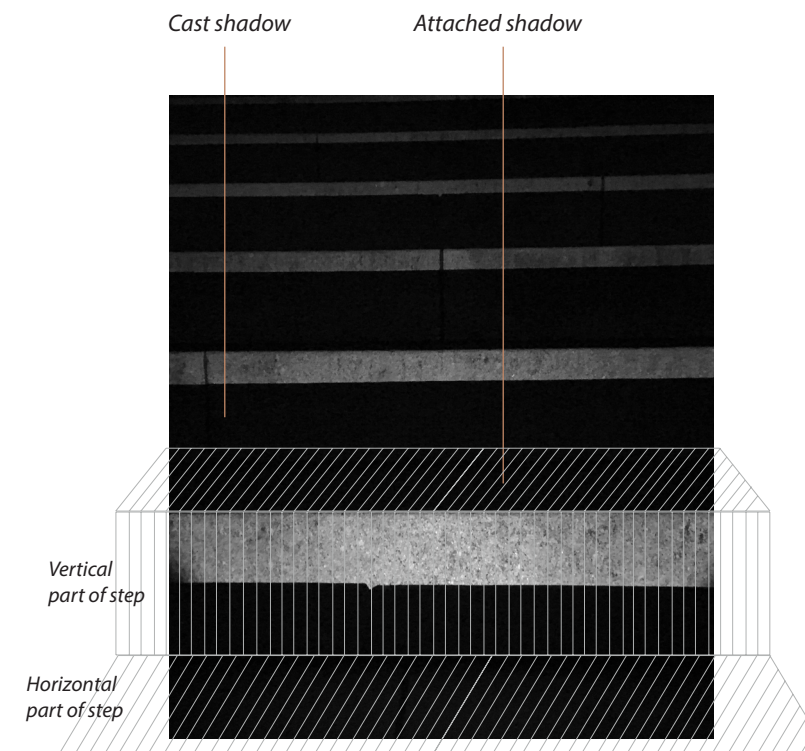 Cast shadow
Attached shadow
Vertical
part of step
Horizontal
part of step